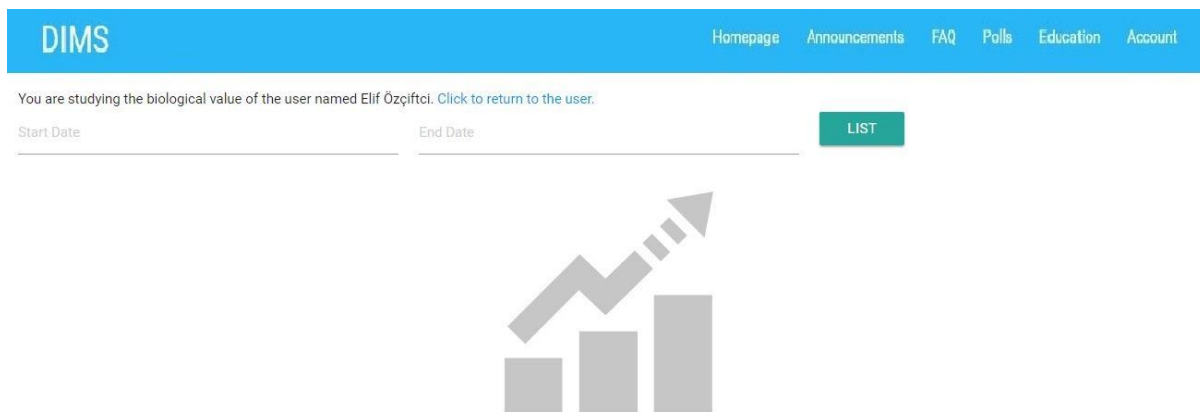 DIMS
Homepage Announcements FAQ Polls Education Account
You are studying the biological value of the user named Elif Özçiftci. Click to return to the user.
Start Date End Date LIST